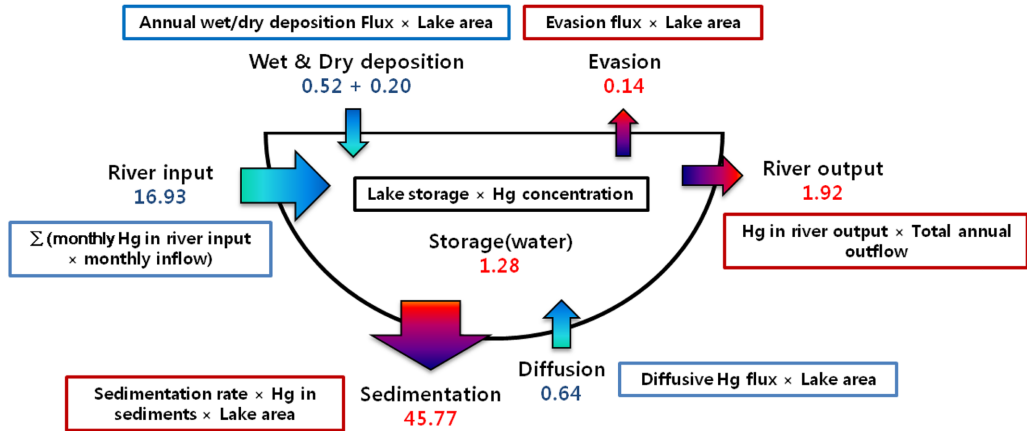 Annual wet/dry deposition Flux × Lake area
Evasion flux × Lake area
Wet & Dry deposition
0.52 + 0.20
Evasion
0.14
River input
16.93
Lake storage × Hg concentration
River output
1.92
∑ (monthly Hg in river input
× monthly inflow)
Storage(water)
1.28
Hg in river output × Total annual
outflow
Sedimentation rate × Hg in
sediments × Lake area
Sedimentation
45.77
Diffusion
0.64
Diffusive Hg flux × Lake area